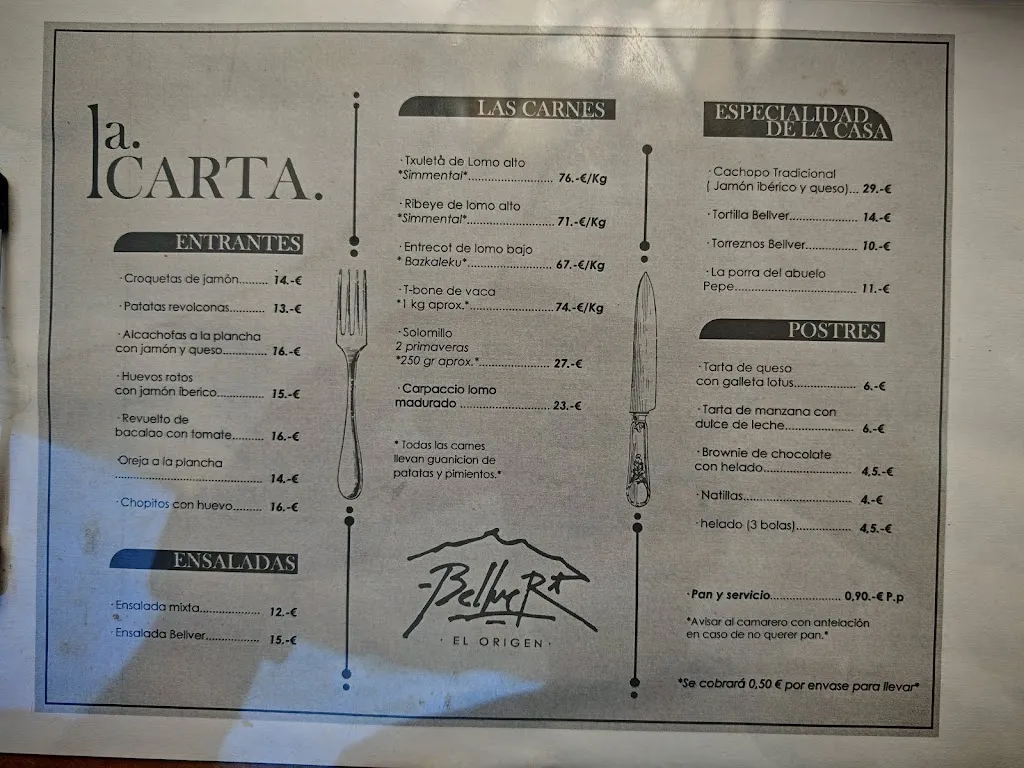 la.
CARTA.
ENTRANTES
·Croquetas de jamón......... 14.-€
·Patatas revolconas........... 13.-€
·Alcachofas a la plancha
con jamón y queso............. 16.-€
·Huevos rotos
con jamón íberico.............. 15.-€
·Revuelto de
bacalao con tomate......... 16.-€
·Oreja a la plancha
.......................................... 14.-€
·Chopitos con huevo.......... 16.-€
ENSALADAS
·Ensalada mixta.................. 12.-€
·Ensalada Bellver................ 15.-€
LAS CARNES
·Txuletà de Lomo alto
*Simmental*......................... 76.-€/Kg
·Ribeye de lomo alto
*Simmental*......................... 71.-€/Kg
·Entrecot de lomo bajo
* Bazkaleku*......................... 67.-€/Kg
·T-bone de vaca
*1 kg aprox.*......................... 74.-€/Kg
·Solomillo
2 primaveras
*250 gr aprox.*..................... 27.-€
·Carpaccio lomo
madurado .......................... 23.-€
* Todas las carnes
llevan guanicion de
patatas y pimientos.*
BellveR
· EL ORIGEN ·
ESPECIALIDAD
DE LA CASA
·Cachopo Tradicional
( Jamón ibérico y queso)... 29.-€
·Tortilla Bellver.................... 14.-€
·Torreznos Bellver............... 10.-€
·La porra del abuelo
Pepe.................................... 11.-€
POSTRES
·Tarta de queso
con galleta lotus................ 6.-€
·Tarta de manzana con
dulce de leche.................. 6.-€
·Brownie de chocolate
con helado......................... 4,5.-€
·Natillas............................... 4.-€
·helado (3 bolas)................ 4,5.-€
·Pan y servicio..................... 0,90.-€ P.p
*Avisar al camarero con antelación
en caso de no querer pan.*
*Se cobrará 0,50 € por envase para llevar*